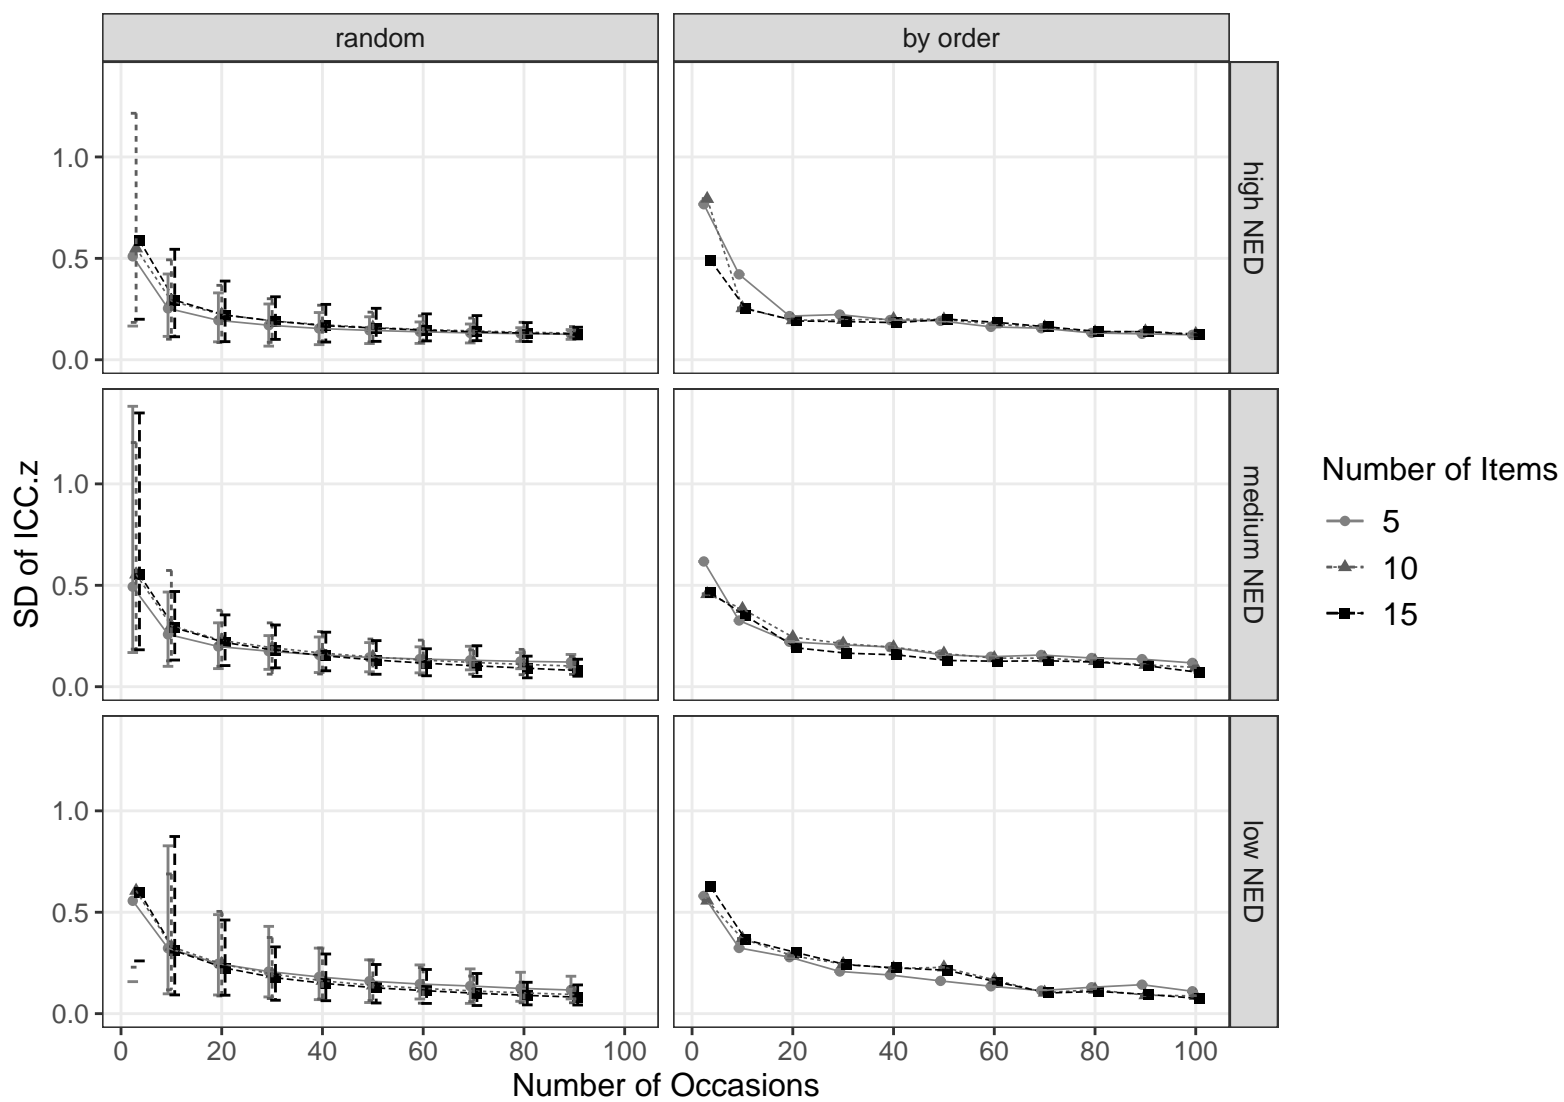 random
by order
1.0
0.5
0.0
high NED
1.0
0.5
0.0
medium NED
1.0
0.5
0.0
low NED
SD of ICC.z
0 20 40 60 80 100
0 20 40 60 80 100
Number of Occasions
Number of Items
5
10
15